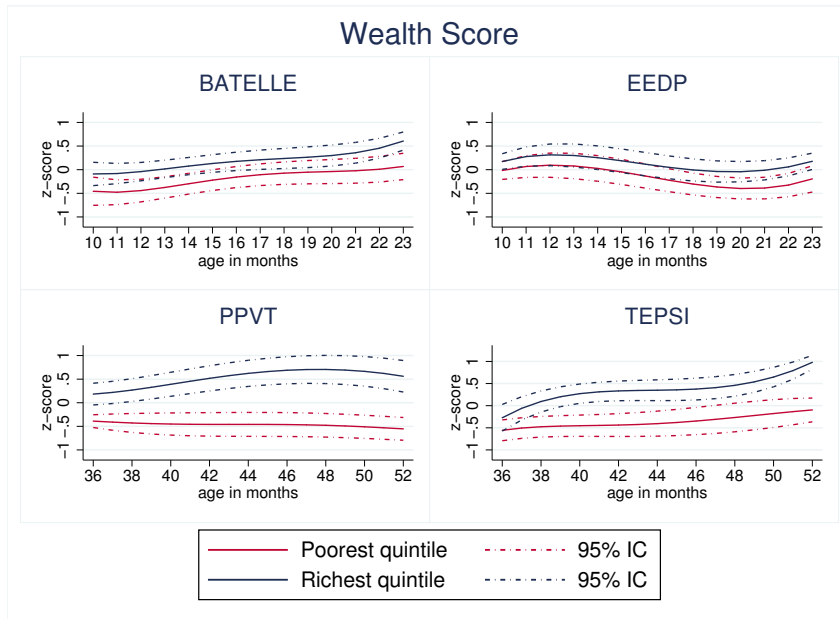 Wealth Score
BATELLE
z-score
1
.5
0
-.5
-1
10 11 12 13 14 15 16 17 18 19 20 21 22 23
age in months
EEDP
z-score
1
.5
0
-.5
-1
10 11 12 13 14 15 16 17 18 19 20 21 22 23
age in months
PPVT
z-score
1
.5
0
-.5
-1
36 38 40 42 44 46 48 50 52
age in months
TEPSI
z-score
1
.5
0
-.5
-1
36 38 40 42 44 46 48 50 52
age in months
Poorest quintile 95% IC
Richest quintile 95% IC